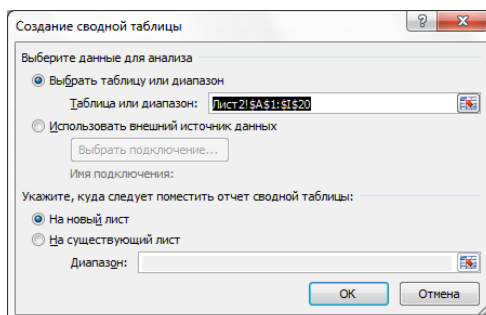 Создание сводной таблицы
Выберите данные для анализа
Выбрать таблицу или диапазон
Таблица или диапазон: Лист2!$A$1:$I$20
Использовать внешний источник данных
Выбрать подключение...
Имя подключения:
Укажите, куда следует поместить отчет сводной таблицы:
На новый лист
На существующий лист
Диапазон:
ОК Отмена